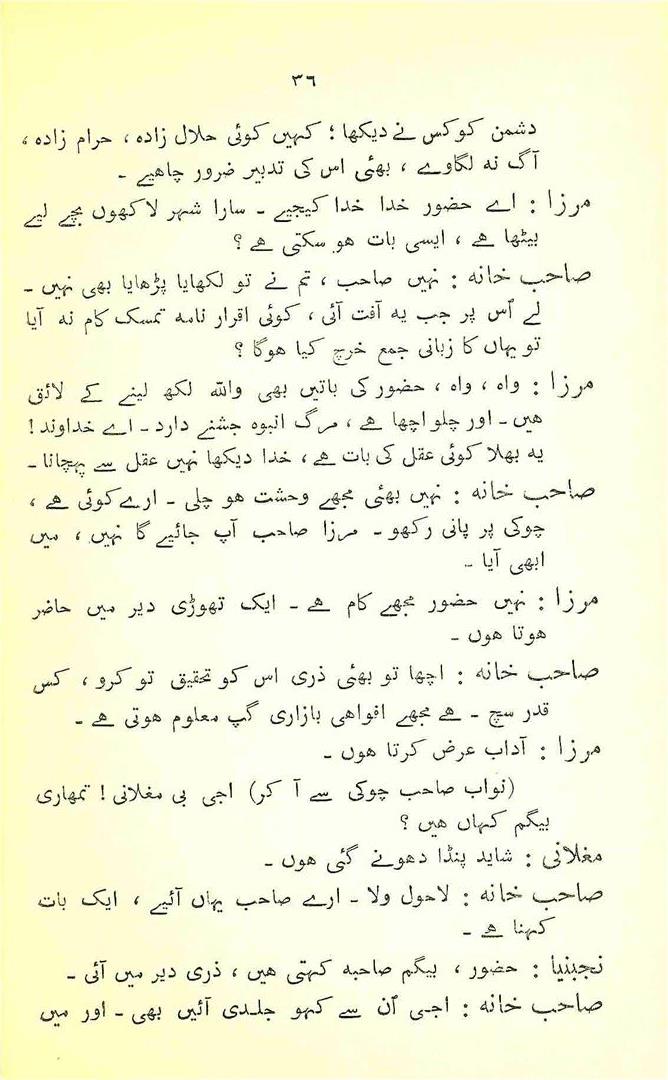 ۳٦
دشمن کو کس نے دیکھا ؛ کہیں کوئی حلال زادہ ، حرام زادہ ،
آگ نہ لگاوے ، بھئی اس کی تدبیر ضرور چاہیے ـ
مرزا : اے حضور خدا خدا کیجیے ـ سارا شہر لاکھوں بچے لیے
بیٹھا ہے ، ایسی بات ہو سکتی ہے ؟
صاحب خانہ : نہیں صاحب ، تم نے تو لکھایا پڑھایا بھی نہیں ـ
لے اُس پر جب یہ آفت آئی ، کوئی اقرار نامہ تمسک کام نہ آیا
تو یہاں کا زبانی جمع خرچ کیا ہوگا ؟
مرزا : واہ ، واہ ، حضور کی باتیں بھی واللہ لکھ لینے کے لائق
ہیں ـ اور چلو اچھا ہے ، مرگ انبوہ جشنے دارد ـ اے خداوند !
یہ بھلا کوئی عقل کی بات ہے ، خدا دیکھا نہیں عقل سے پہچانا ـ
صاحب خانہ : نہیں بھئی مجھے وحشت ہو چلی ـ ارے کوئی ہے ،
چوکی پر پانی رکھو ـ مرزا صاحب آپ جائیے گا نہیں ، میں
ابھی آیا ـ
مرزا : نہیں حضور مجھے کام ہے ـ ایک تھوڑی دیر میں حاضر
ہوتا ہوں ـ
صاحب خانہ : اچھا تو بھئی ذری اس کو تحقیق تو کرو ، کس
قدر سچ ـ ہے مجھے افواہی بازاری گپ معلوم ہوتی ہے ـ
مرزا : آداب عرض کرتا ہوں ـ
(نواب صاحب چوکی سے آ کر) اجی بی مغلانی ! تمہاری
بیگم کہاں ہیں ؟
مغلانی : شاید پنڈا دھونے گئی ہوں ـ
صاحب خانہ : لاحول ولا ـ ارے صاحب یہاں آئیے ، ایک بات
کہنا ہے ـ
نجبنیا : حضور ، بیگم صاحبہ کہتی ہیں ، ذری دیر میں آئی ـ
صاحب خانہ : اجی اُن سے کہو جلدی آئیں بھی ـ اور میں